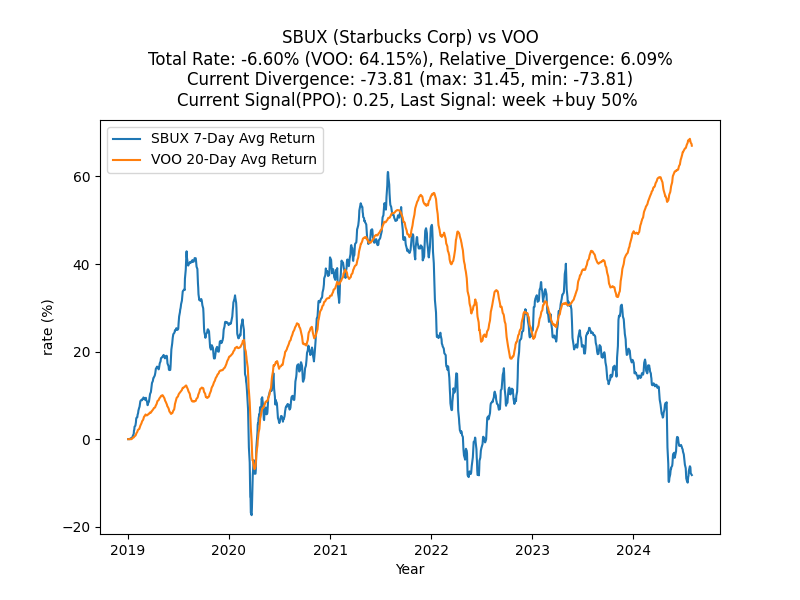 SBUX (Starbucks Corp) vs VOO
Total Rate: -6.60% (VOO: 64.15%), Relative_Divergence: 6.09%
Current Divergence: -73.81 (max: 31.45, min: -73.81)
Current Signal(PPO): 0.25, Last Signal: week +buy 50%
SBUX 7-Day Avg Return
VOO 20-Day Avg Return
rate (%)
60
40
20
0
−20
2019
2020
2021
2022
2023
2024
Year